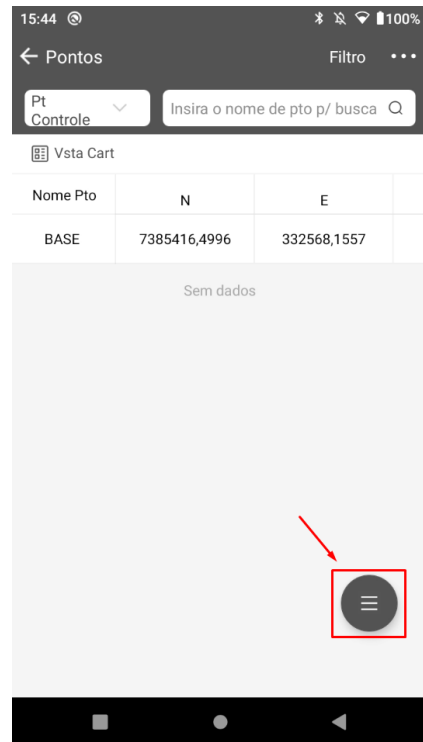 15:44 100%
Pontos Filtro
Pt Controle Insira o nome de pto p/ busca
Vsta Cart
Nome Pto N E
BASE 7385416,4996 332568,1557
Sem dados